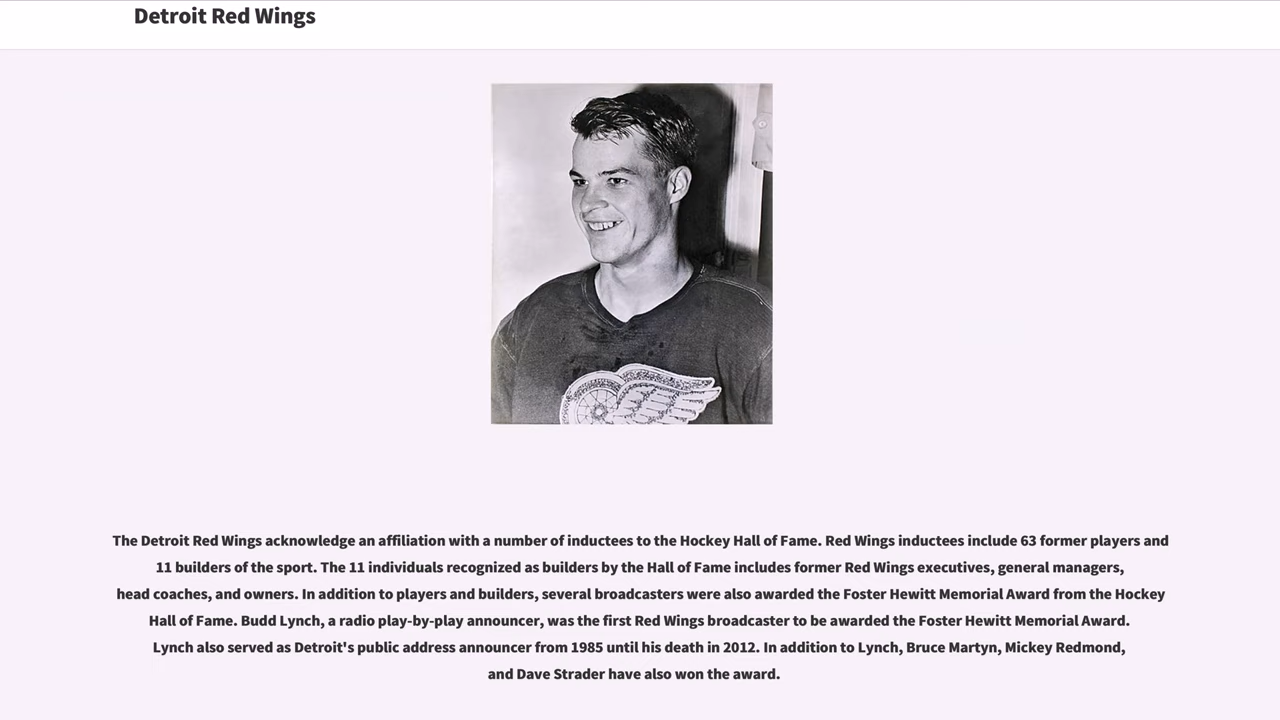 Detroit Red Wings
The Detroit Red Wings acknowledge an affiliation with a number of inductees to the Hockey Hall of Fame. Red Wings inductees include 63 former players and
11 builders of the sport. The 11 individuals recognized as builders by the Hall of Fame includes former Red Wings executives, general managers,
head coaches, and owners. In addition to players and builders, several broadcasters were also awarded the Foster Hewitt Memorial Award from the Hockey
Hall of Fame. Budd Lynch, a radio play-by-play announcer, was the first Red Wings broadcaster to be awarded the Foster Hewitt Memorial Award.
Lynch also served as Detroit's public address announcer from 1985 until his death in 2012. In addition to Lynch, Bruce Martyn, Mickey Redmond,
and Dave Strader have also won the award.